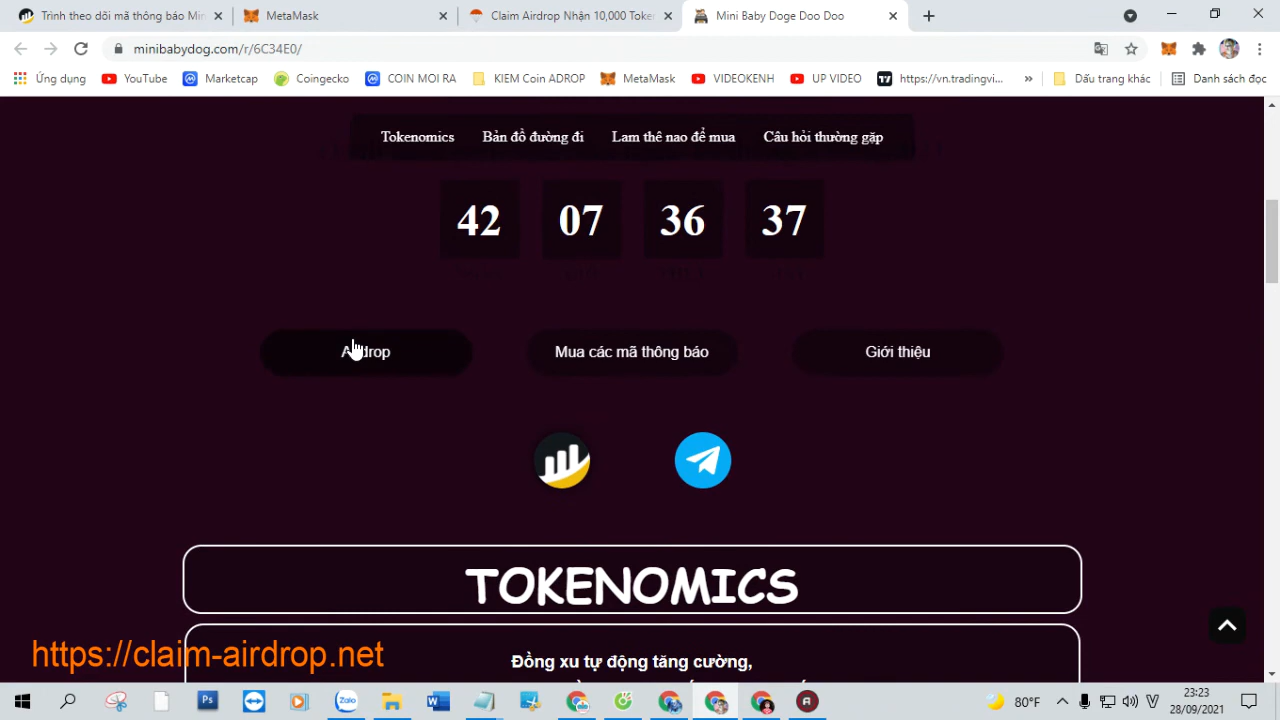 Trình theo dõi mã thông báo Min
MetaMask
Claim Airdrop Nhận 10,000 Toke
Mini Baby Doge Doo Doo
minibabydog.com/r/6C34E0/
Ứng dụng
YouTube
Marketcap
Coingecko
COIN MOI RA
KIEM Coin ADROP
MetaMask
VIDEOKENH
UP VIDEO
https://vn.tradingvi...
»
Dấu trang khác
Danh sách đọc
Tokenomics
Bản đồ đường đi
Lam thê nao để mua
Câu hỏi thường gặp
42 07 36 37
Airdrop
Mua các mã thông báo
Giới thiệu
TOKENOMICS
Đồng xu tự động tăng cường,
https://claim-airdrop.net
80°F
23:23
28/09/2021